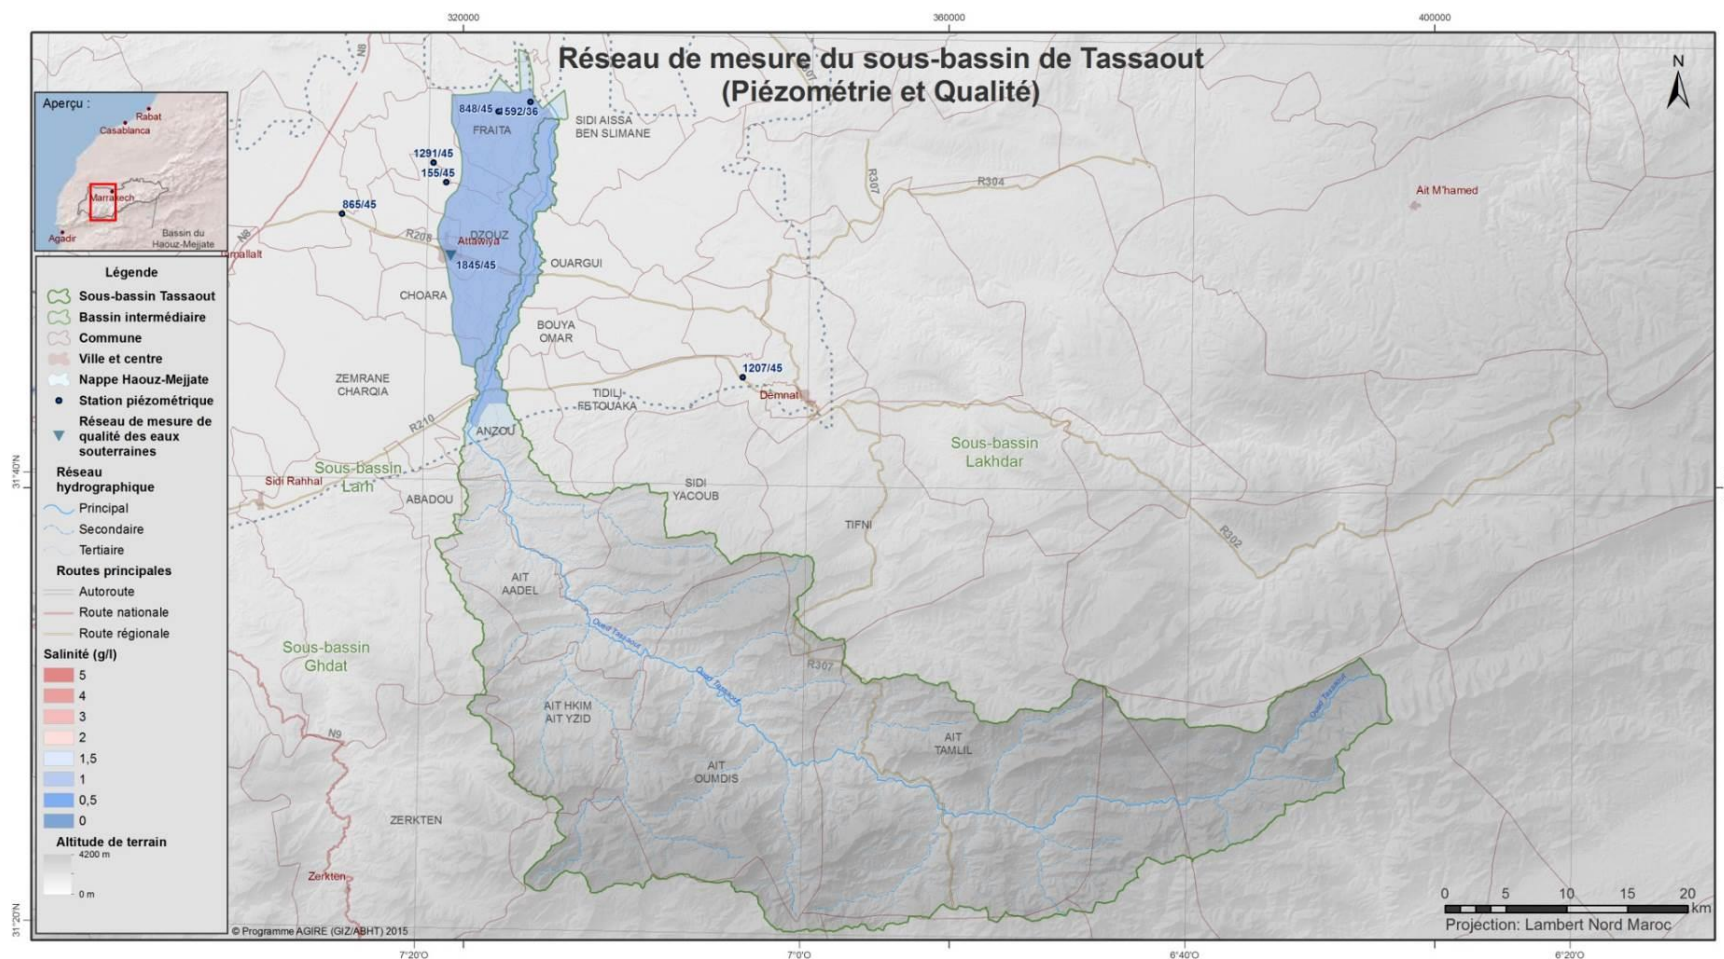 320000
360000
400000
Réseau de mesure du sous-bassin de Tassaout
(Piézométrie et Qualité)
N
N8
R307
Aperçu :
Rabat
Casablanca
Marrakech
Agadir
Bassin du
Haouz-Mejjate
848/45
592/36
FRAITA
SIDI AISSA
BEN SLIMANE
1291/45
155/45
865/45
R307
R304
Ait M'hamed
N8
R208
DZOUZ
Attawiya
1845/45
OUARGUI
CHOARA
BOUYA
OMAR
ZEMRANE
CHARQIA
1207/45
Demnat
TIDILI-
FETOUAKA
R210
ANZOU
Sous-bassin
Lakhdar
Sous-bassin
Larh
Sidi Rahhal
ABADOU
SIDI
YACOUB
TIFNI
R302
31°40'N
AIT
AADEL
Oued Tassaout
Sous-bassin
Ghdat
R307
Oued Tassaout
Oued Tassaout
AIT HKIM
AIT YZID
N9
AIT
TAMLIL
AIT
OUMDIS
ZERKTEN
Zerkten
Légende
Sous-bassin Tassaout
Bassin intermédiaire
Commune
Ville et centre
Nappe Haouz-Mejjate
Station piézométrique
Réseau de mesure de
qualité des eaux
souterraines
Réseau
hydrographique
Principal
Secondaire
Tertiaire
Routes principales
Autoroute
Route nationale
Route régionale
Salinité (g/l)
5
4
3
2
1,5
1
0,5
0
Altitude de terrain
4200 m
0 m
© Programme AGIRE (GIZ/ABHT) 2015
0 5 10 15 20
km
Projection: Lambert Nord Maroc
31°20'N
7°20'O
7°0'O
6°40'O
6°20'O